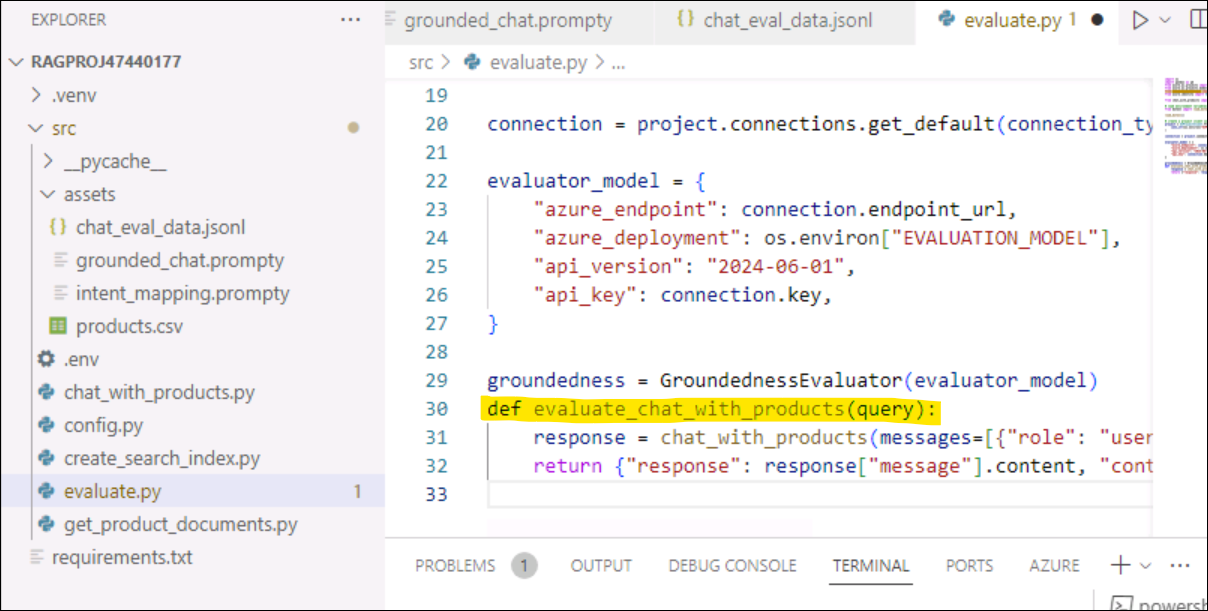 EXPLORER ...
RAGPROJ47440177
.venv
src
__pycache__
assets
{} chat_eval_data.jsonl
grounded_chat.prompty
intent_mapping.prompty
products.csv
.env
chat_with_products.py
config.py
create_search_index.py
evaluate.py 1
get_product_documents.py
requirements.txt
grounded_chat.prompty {} chat_eval_data.jsonl evaluate.py 1
src > evaluate.py > ...
19
20 connection = project.connections.get_default(connection_ty
21
22 evaluator_model = {
23 "azure_endpoint": connection.endpoint_url,
24 "azure_deployment": os.environ["EVALUATION_MODEL"],
25 "api_version": "2024-06-01",
26 "api_key": connection.key,
27 }
28
29 groundedness = GroundednessEvaluator(evaluator_model)
30 def evaluate_chat_with_products(query):
31 response = chat_with_products(messages=[{"role": "user
32 return {"response": response["message"].content, "cont
33
PROBLEMS 1 OUTPUT DEBUG CONSOLE TERMINAL PORTS AZURE + ...
powersh